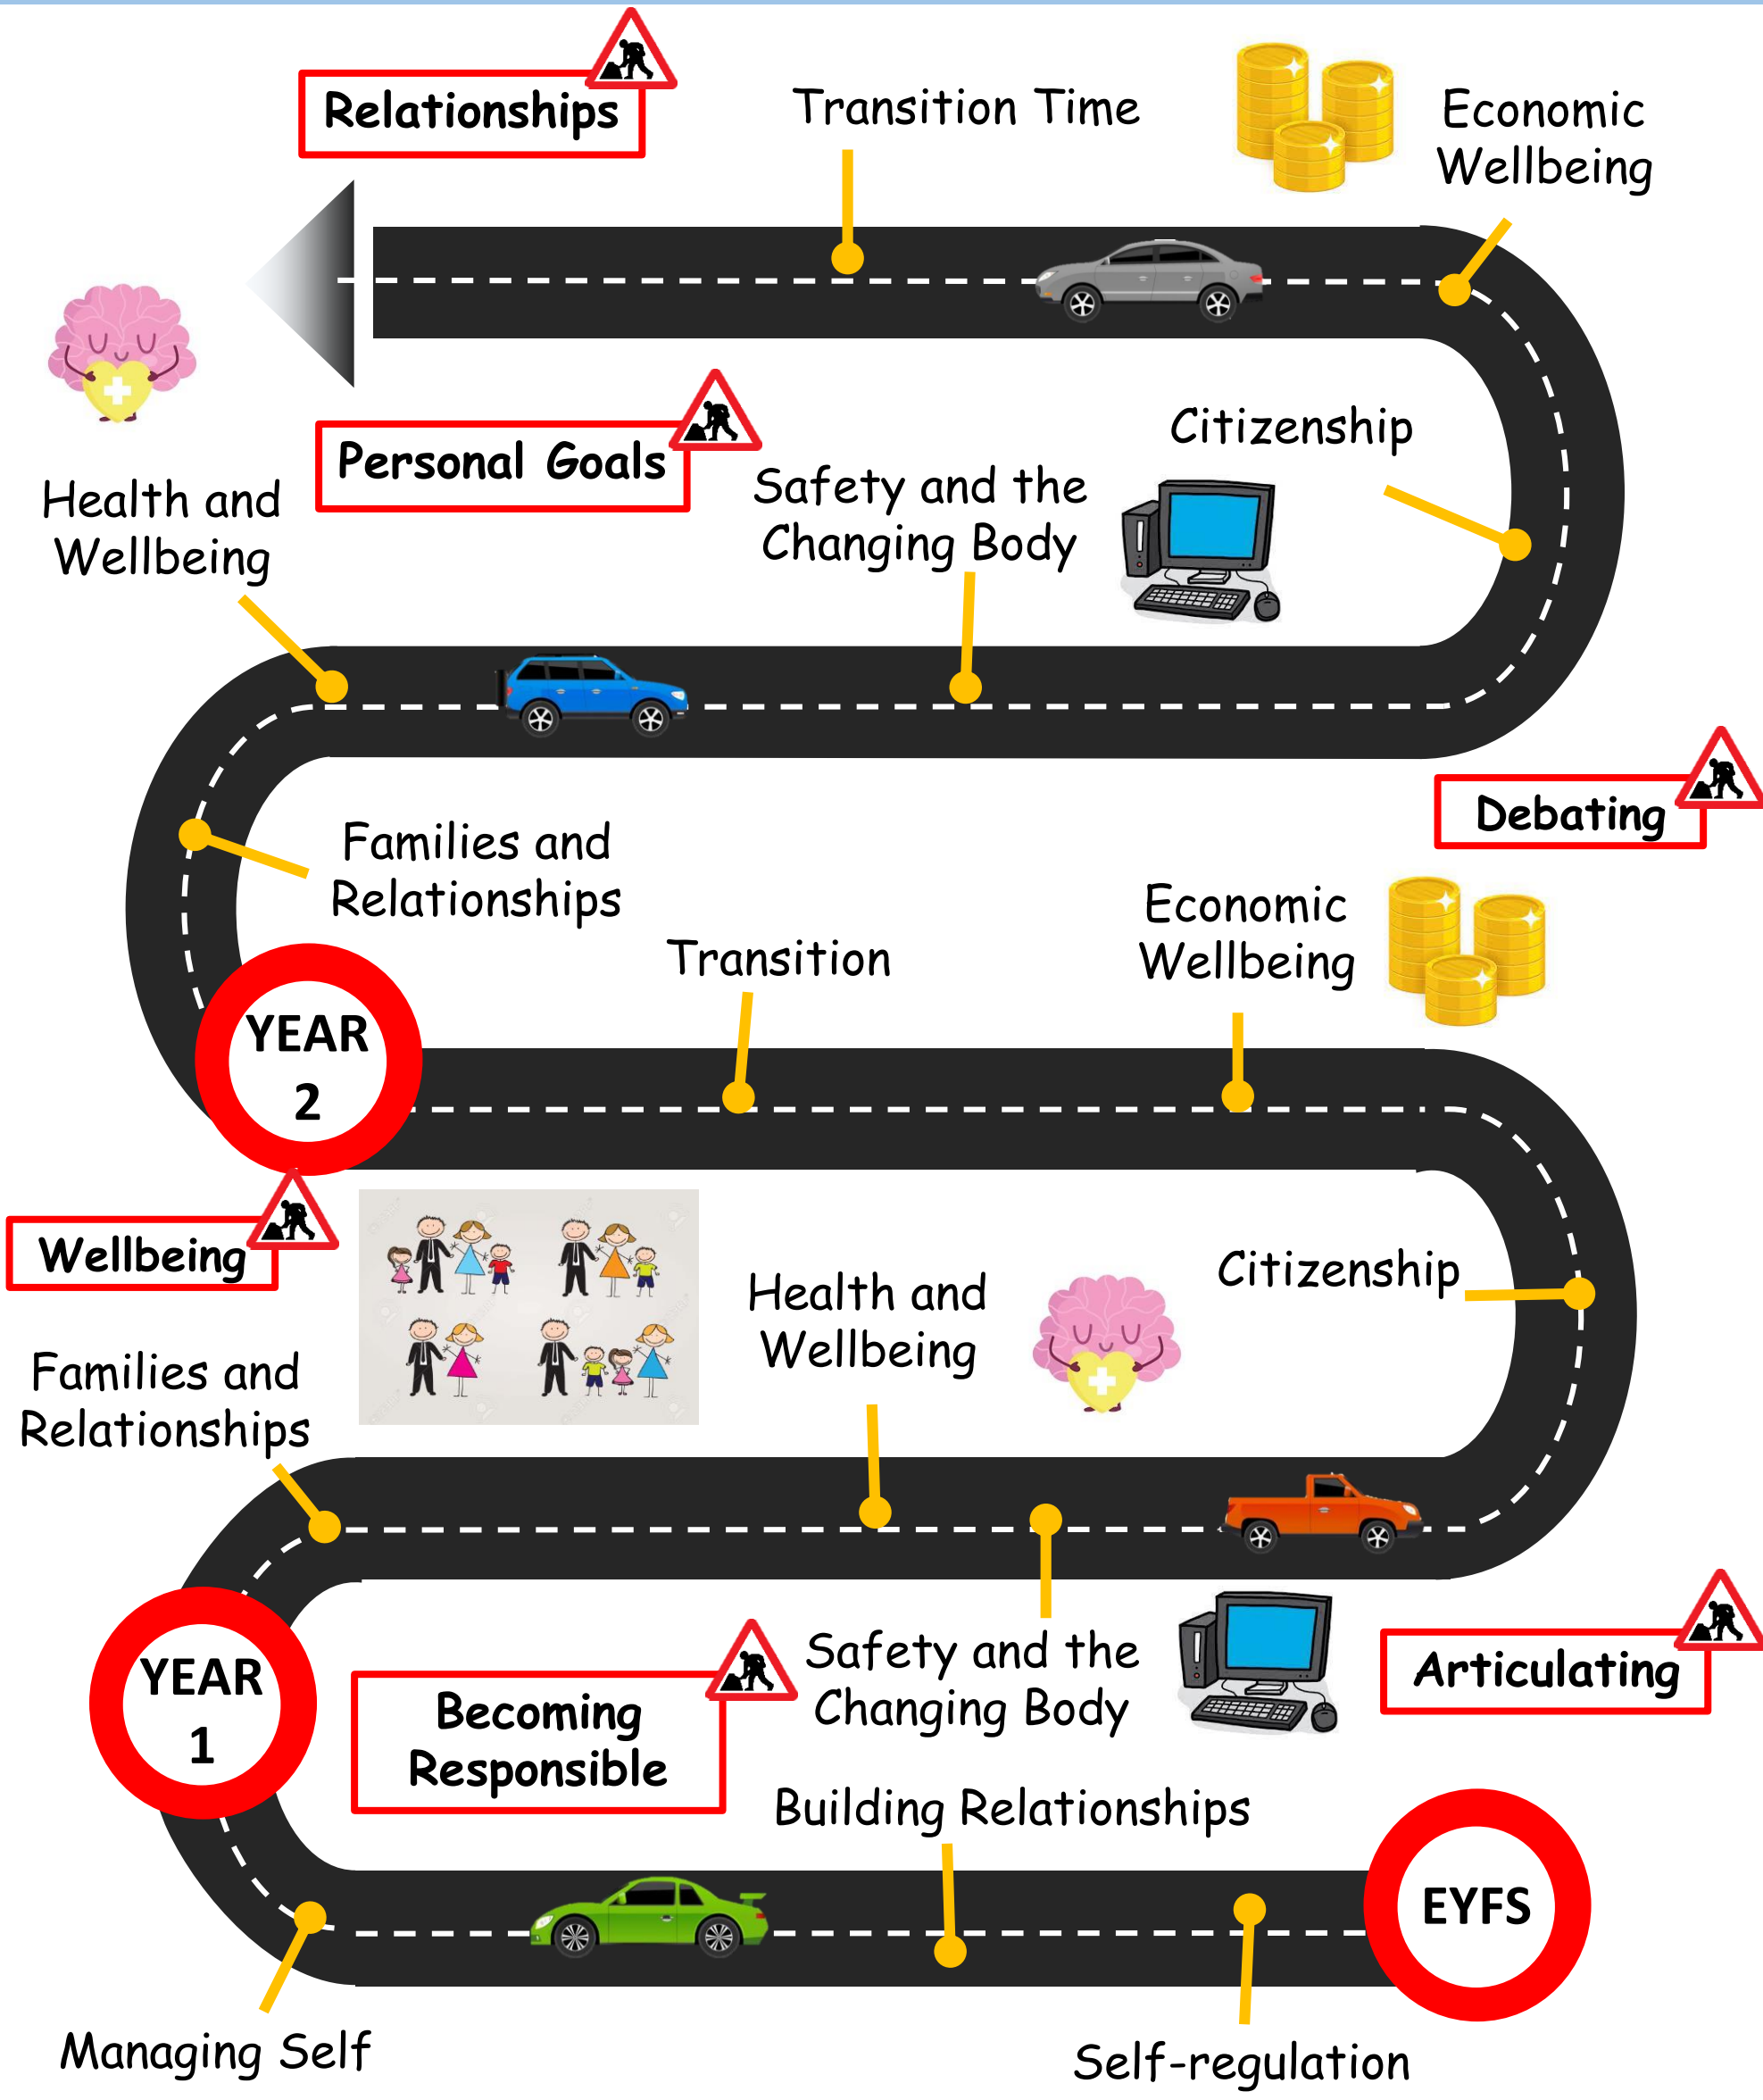 Relationships
Transition Time
Economic
Wellbeing
Citizenship
Personal Goals
Safety and the
Changing Body
Health and
Wellbeing
Debating
Families and
Relationships
Economic
Wellbeing
Transition
YEAR
2
Wellbeing
Citizenship
Health and
Wellbeing
Families and
Relationships
Safety and the
Changing Body
Articulating
YEAR
1
Becoming
Responsible
Building Relationships
EYFS
Managing Self
Self-regulation